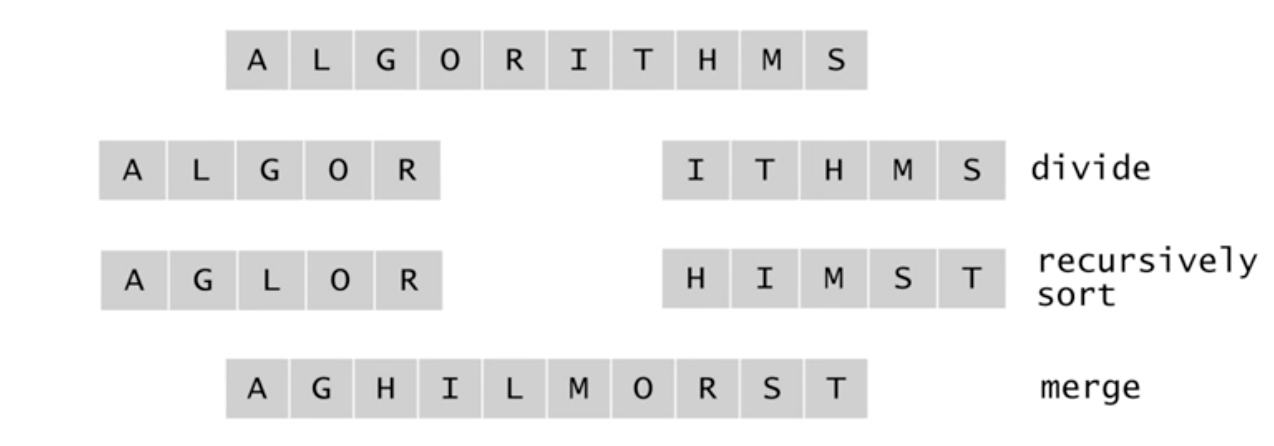 A L G O R I T H M S
A L G O R I T H M S divide
A G L O R H I M S T recursively
sort
A G H I L M O R S T merge